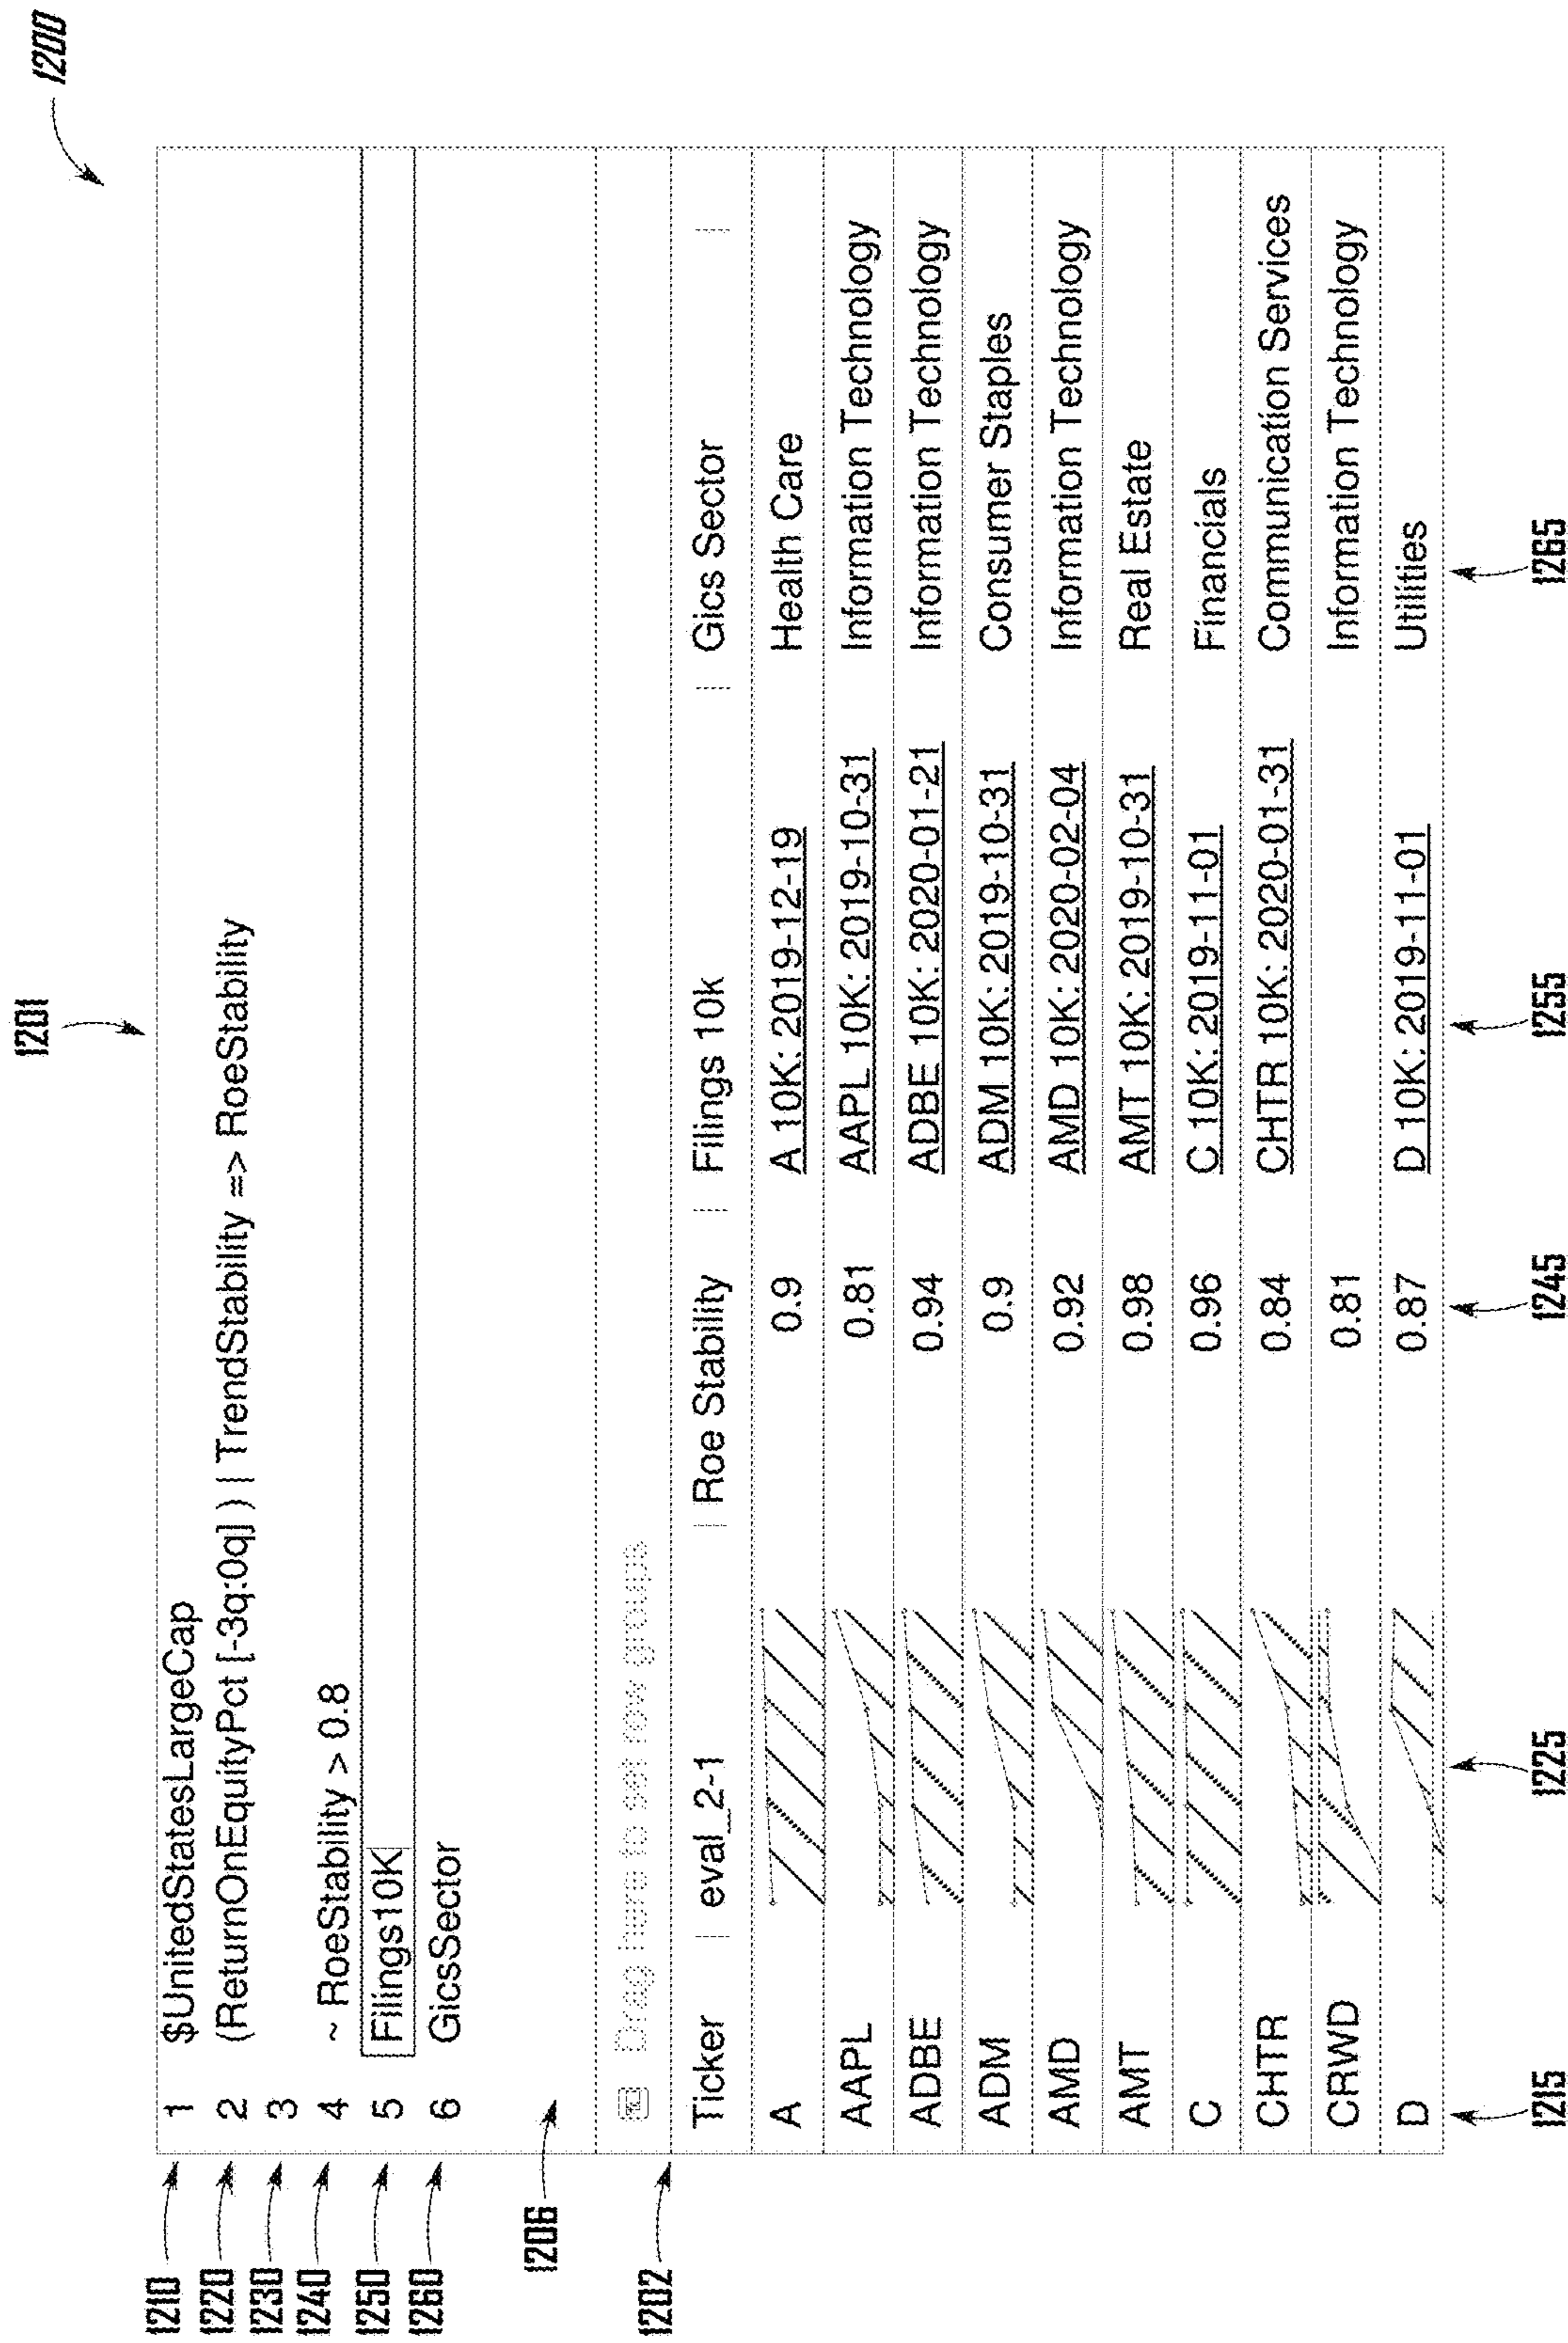 1200
1201
1210 1 $UnitedStatesLargeCap
1220 2 (ReturnOnEquityPct [-3q:0q] ) | TrendStability => RoeStability
1230 3
1240 4 ~ RoeStability > 0.8
1250 5 Filings10K
1260 6 GicsSector
1206
Drag here to set row groups
1202
Ticker | eval_2-1 | Roe Stability | Filings 10k | Gics Sector
A 0.9 A 10K: 2019-12-19 Health Care
AAPL 0.81 AAPL 10K: 2019-10-31 Information Technology
ADBE 0.94 ADBE 10K: 2020-01-21 Information Technology
ADM 0.9 ADM 10K: 2019-10-31 Consumer Staples
AMD 0.92 AMD 10K: 2020-02-04 Information Technology
AMT 0.98 AMT 10K: 2019-10-31 Real Estate
C 0.96 C 10K: 2019-11-01 Financials
CHTR 0.84 CHTR 10K: 2020-01-31 Communication Services
CRWD 0.81 Information Technology
D 0.87 D 10K: 2019-11-01 Utilities
1215 1225 1245 1255 1265